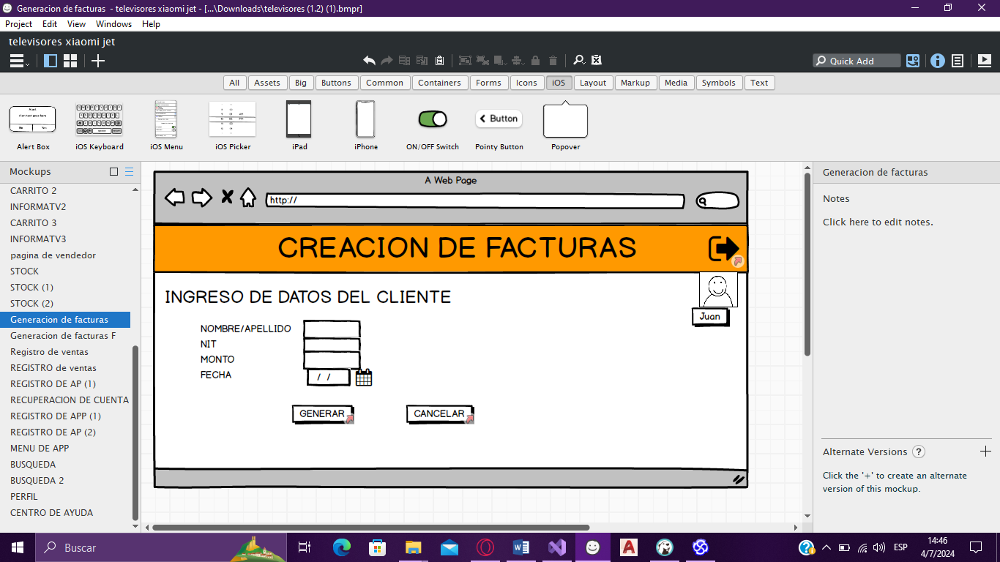 Generacion de facturas - televisores xiaomi jet - [...\Downloads\televisores (1.2) (1).bmpr]
Project Edit View Windows Help
televisores xiaomi jet
Quick Add
All Assets Big Buttons Common Containers Forms Icons iOS Layout Markup Media Symbols Text
Alert
Alert text goes here
No Yes
Button
Alert Box iOS Keyboard iOS Menu iOS Picker iPad iPhone ON/OFF Switch Pointy Button Popover
Mockups
CARRITO 2
INFORMATV2
CARRITO 3
INFORMATV3
pagina de vendedor
STOCK
STOCK (1)
STOCK (2)
Generacion de facturas
Generacion de facturas F
Registro de ventas
REGISTRO de ventas
REGISTRO DE AP (1)
RECUPERACION DE CUENTA
REGISTRO DE APP (1)
REGISTRO DE AP (2)
MENU DE APP
BUSQUEDA
BUSQUEDA 2
PERFIL
CENTRO DE AYUDA
A Web Page
http://
CREACION DE FACTURAS
INGRESO DE DATOS DEL CLIENTE
Juan
NOMBRE/APELLIDO
NIT
MONTO
FECHA / /
GENERAR CANCELAR
Generacion de facturas
Notes
Click here to edit notes.
Alternate Versions ?
Click the '+' to create an alternate
version of this mockup.
Buscar
ESP
14:46
4/7/2024